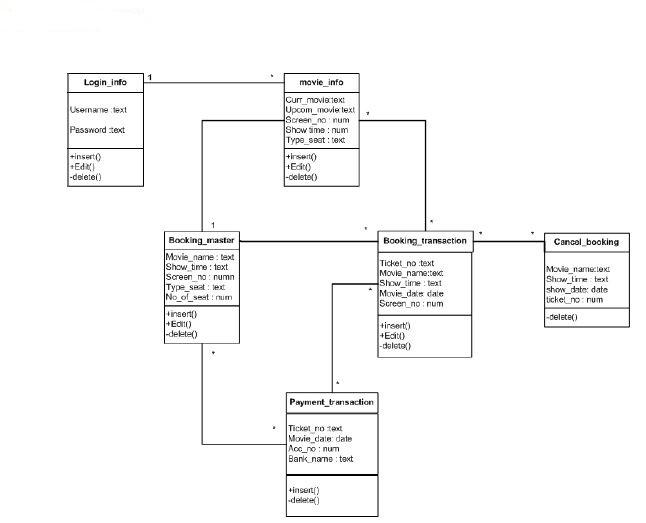 Login_info
Username :text
Password :text
+insert()
+Edit()
-delete()
1
*
movie_info
Curr_movie:text
Upcom_movie:text
Screen_no : num
Show time : num
Type_seat : text
+insert()
+Edit()
-delete()
*
*
1
Booking_master
Movie_name : text
Show_time : text
Screen_no : numn
Type_seat : text
No_of_seat : num
+insert()
+Edit()
-delete()
*
*
Booking_transaction
Ticket_no :text
Movie_name:text
Show_time : text
Movie_date: date
Screen_no : num
+insert()
+Edit()
-delete()
*
*
*
Cancel_booking
Movie_name:text
Show_time : text
show_date: date
ticket_no : num
-delete()
*
*
Payment_transaction
Ticket_no :text
Movie_date: date
Acc_no : num
Bank_name : text
+insert()
-delete()